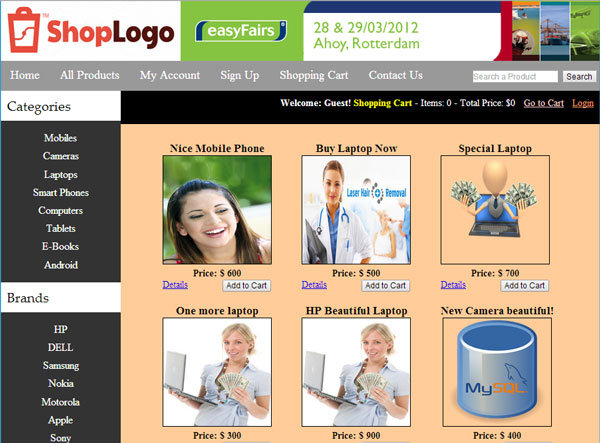 ShopLogo
TM
easyFairs
28 & 29/03/2012
Ahoy, Rotterdam
Home All Products My Account Sign Up Shopping Cart Contact Us Search a Product Search
Welcome: Guest! Shopping Cart - Items: 0 - Total Price: $0 Go to Cart Login
Categories
Mobiles
Cameras
Laptops
Smart Phones
Computers
Tablets
E-Books
Android
Brands
HP
DELL
Samsung
Nokia
Motorola
Apple
Sony
Nice Mobile Phone
Price: $ 600
Details Add to Cart
Buy Laptop Now
Laser Hair Removal
Price: $ 500
Details Add to Cart
Special Laptop
Price: $ 700
Details Add to Cart
One more laptop
Price: $ 300
HP Beautiful Laptop
Price: $ 900
New Camera beautiful!
MySQL
Price: $ 400